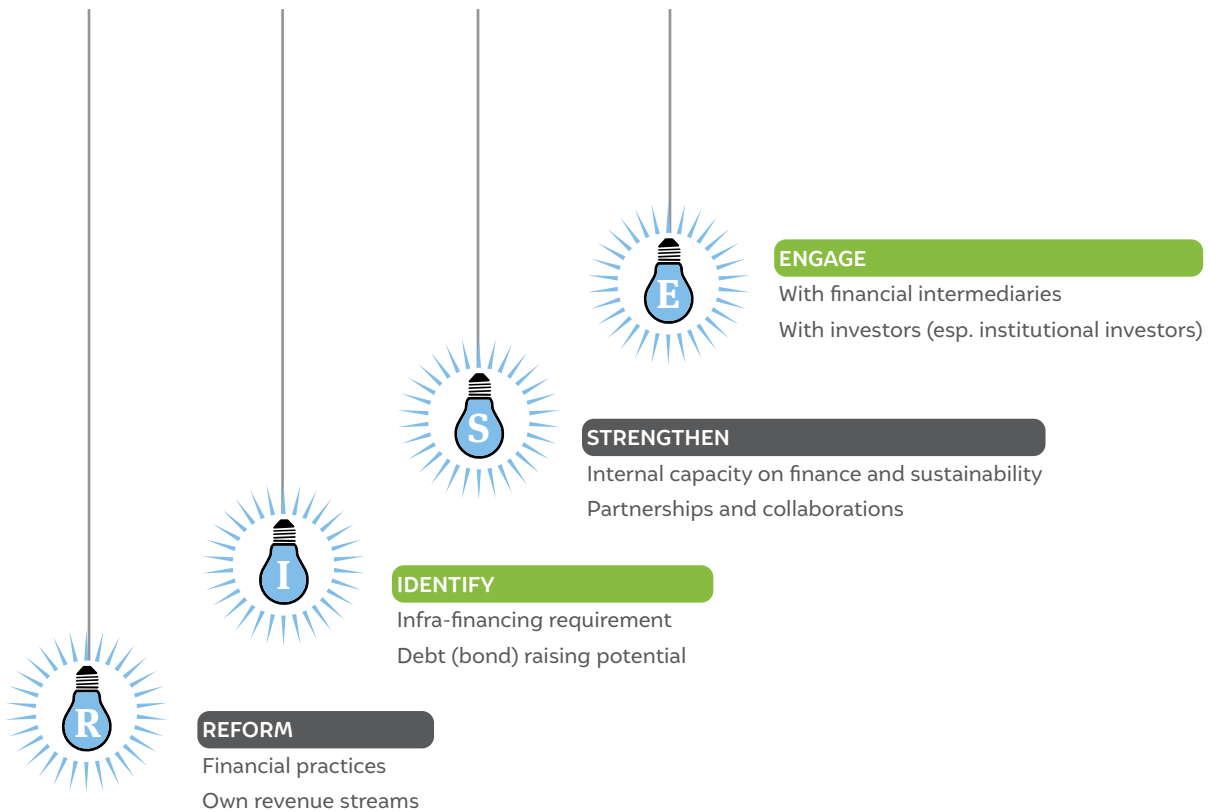 E
ENGAGE
With financial intermediaries
With investors (esp. institutional investors)
S
STRENGTHEN
Internal capacity on finance and sustainability
Partnerships and collaborations
I
IDENTIFY
Infra-financing requirement
Debt (bond) raising potential
R
REFORM
Financial practices
Own revenue streams